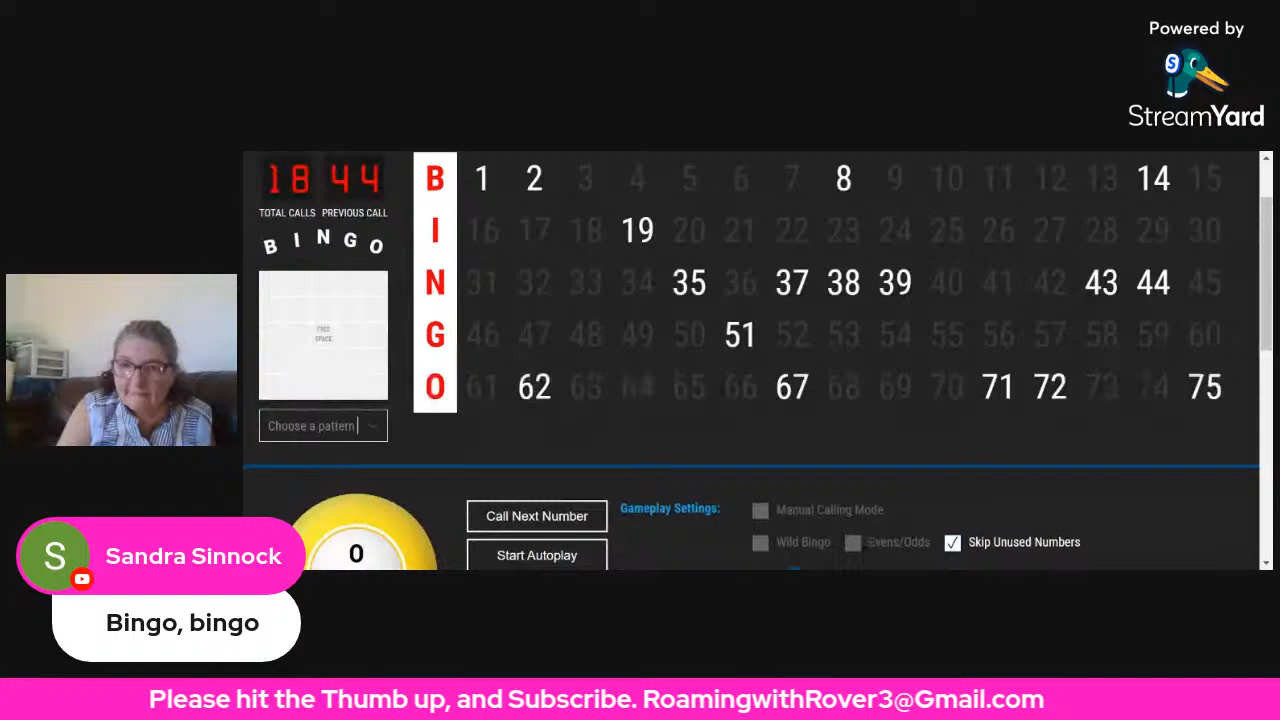 Powered by
S
StreamYard
18 44
TOTAL CALLS PREVIOUS CALL
B I N G O
FREE
SPACE
Choose a pattern
B 1 2 3 4 5 6 7 8 9 10 11 12 13 14 15
I 16 17 18 19 20 21 22 23 24 25 26 27 28 29 30
N 31 32 33 34 35 36 37 38 39 40 41 42 43 44 45
G 46 47 48 49 50 51 52 53 54 55 56 57 58 59 60
O 61 62 63 64 65 66 67 68 69 70 71 72 73 74 75
0
Call Next Number
Start Autoplay
Gameplay Settings:
Manual Calling Mode
Wild Bingo Evens/Odds Skip Unused Numbers
S
Sandra Sinnock
Bingo, bingo
Please hit the Thumb up, and Subscribe. RoamingwithRover3@Gmail.com